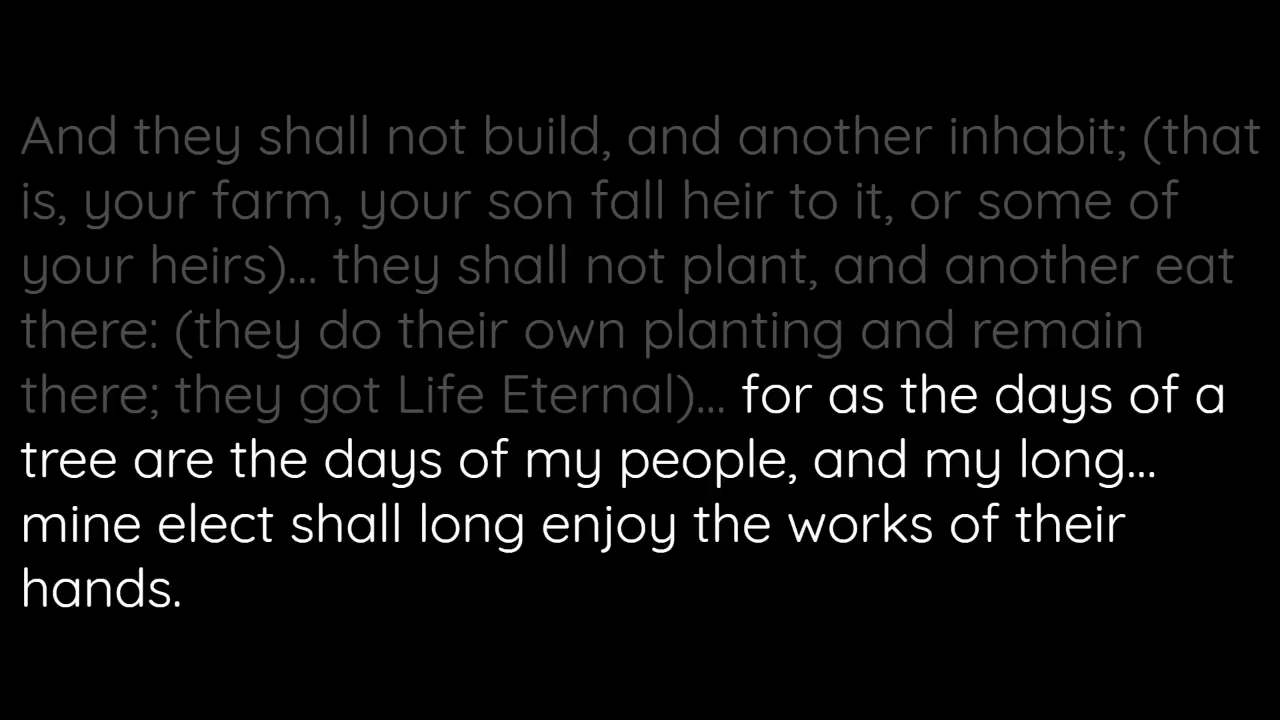 And they shall not build, and another inhabit; (that
is, your farm, your son fall heir to it, or some of
your heirs)... they shall not plant, and another eat
there: (they do their own planting and remain
there; they got Life Eternal)... for as the days of a
tree are the days of my people, and my long...
mine elect shall long enjoy the works of their
hands.